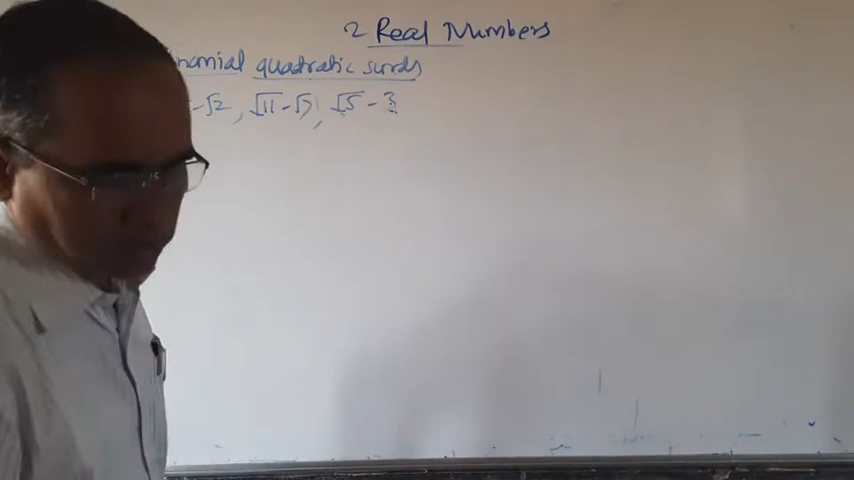 2 Real Numbers
nomial quadratic surds
-√2, √11 - √7, √5 - 3